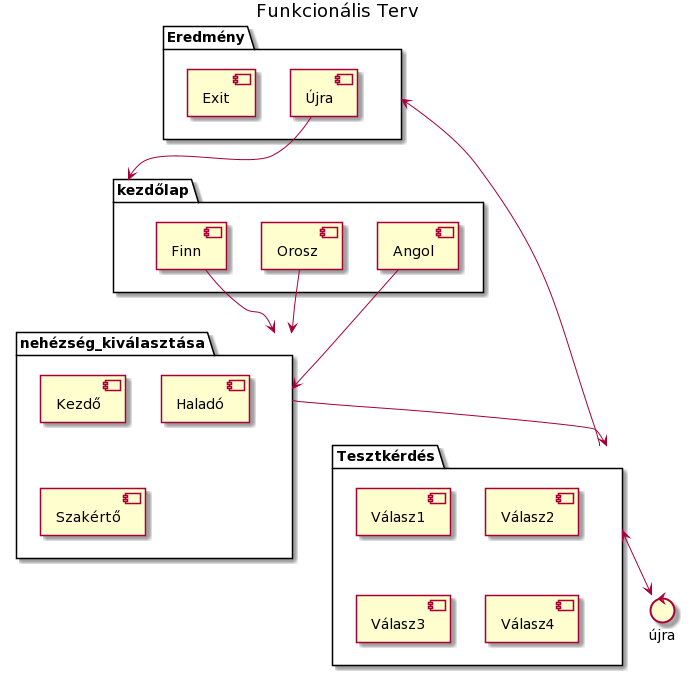 Funkcionális Terv
Eredmény
Exit
Újra
kezdőlap
Finn
Orosz
Angol
nehézség_kiválasztása
Kezdő
Haladó
Szakértő
Tesztkérdés
Válasz1
Válasz2
Válasz3
Válasz4
újra